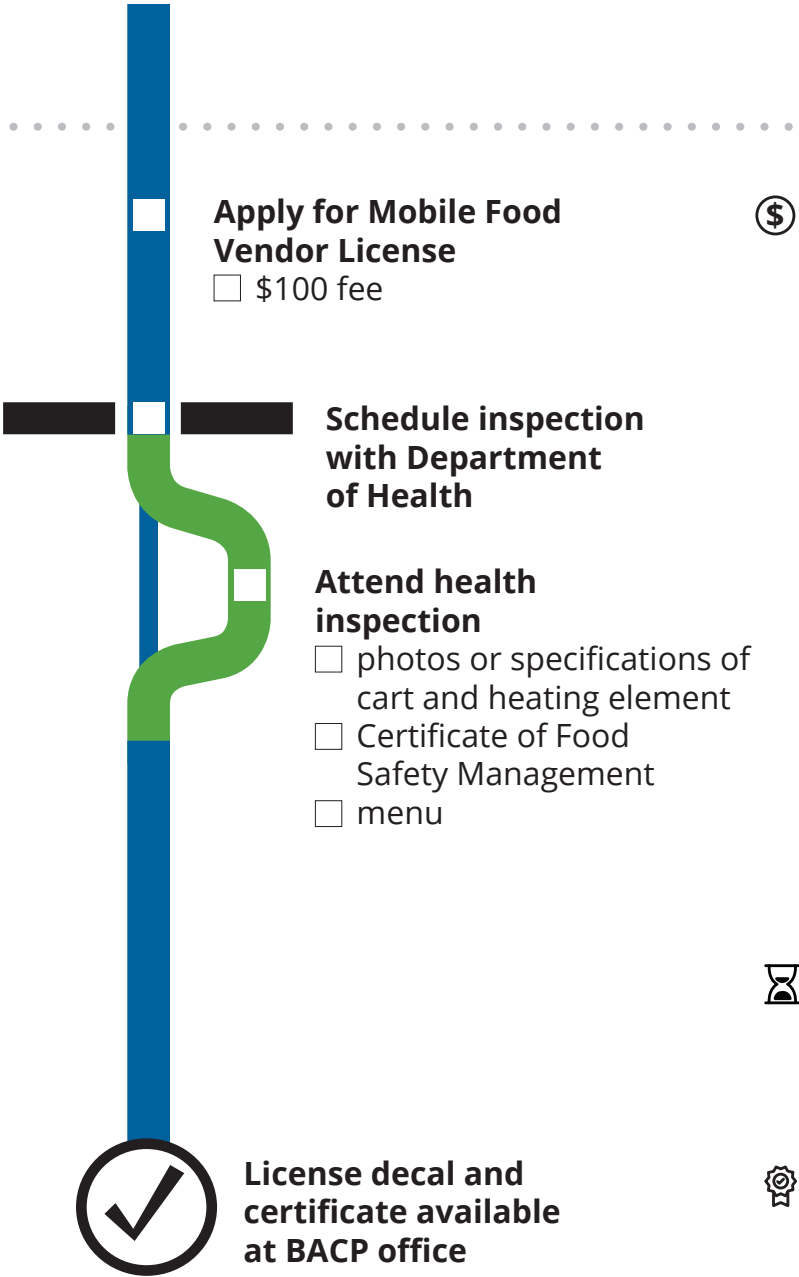 Apply for Mobile Food
Vendor License
$100 fee
$
Schedule inspection
with Department
of Health
Attend health
inspection
photos or specifications of
cart and heating element
Certificate of Food
Safety Management
menu
License decal and
certificate available
at BACP office